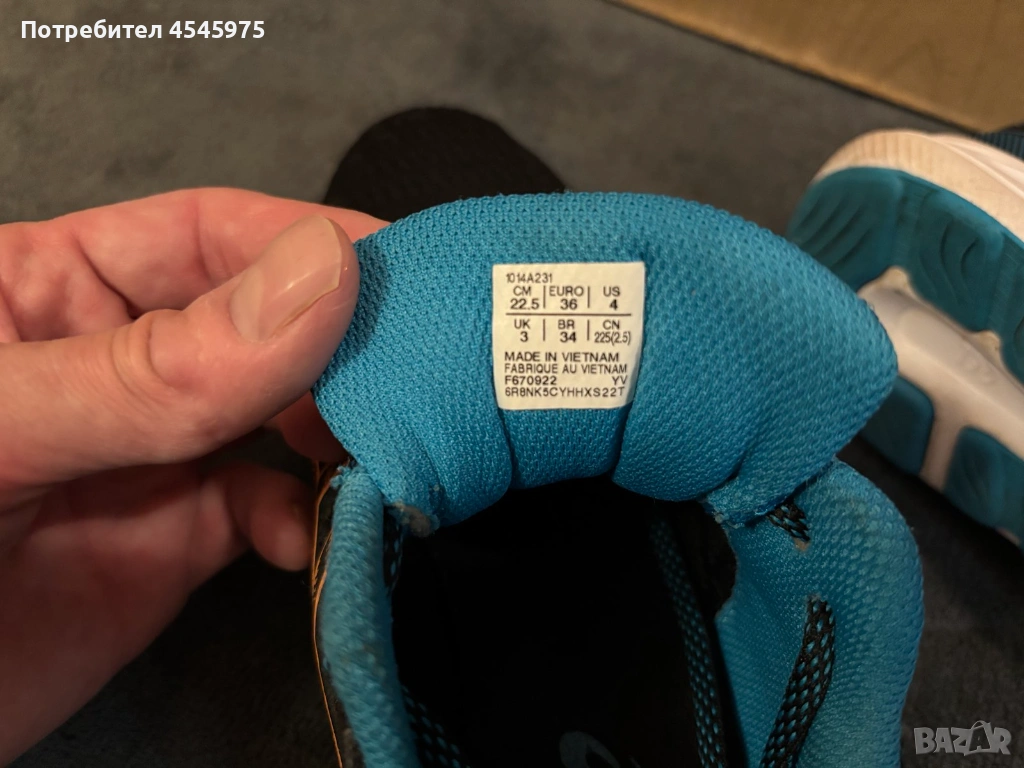 Потребител 4545975
1014A231
CM | EURO | US
22.5 | 36 | 4
UK | BR | CN
3 | 34 | 225(2.5)
MADE IN VIETNAM
FABRIQUE AU VIETNAM
F670922 YV
6R8NK5CYHHXS22T
BAZAR